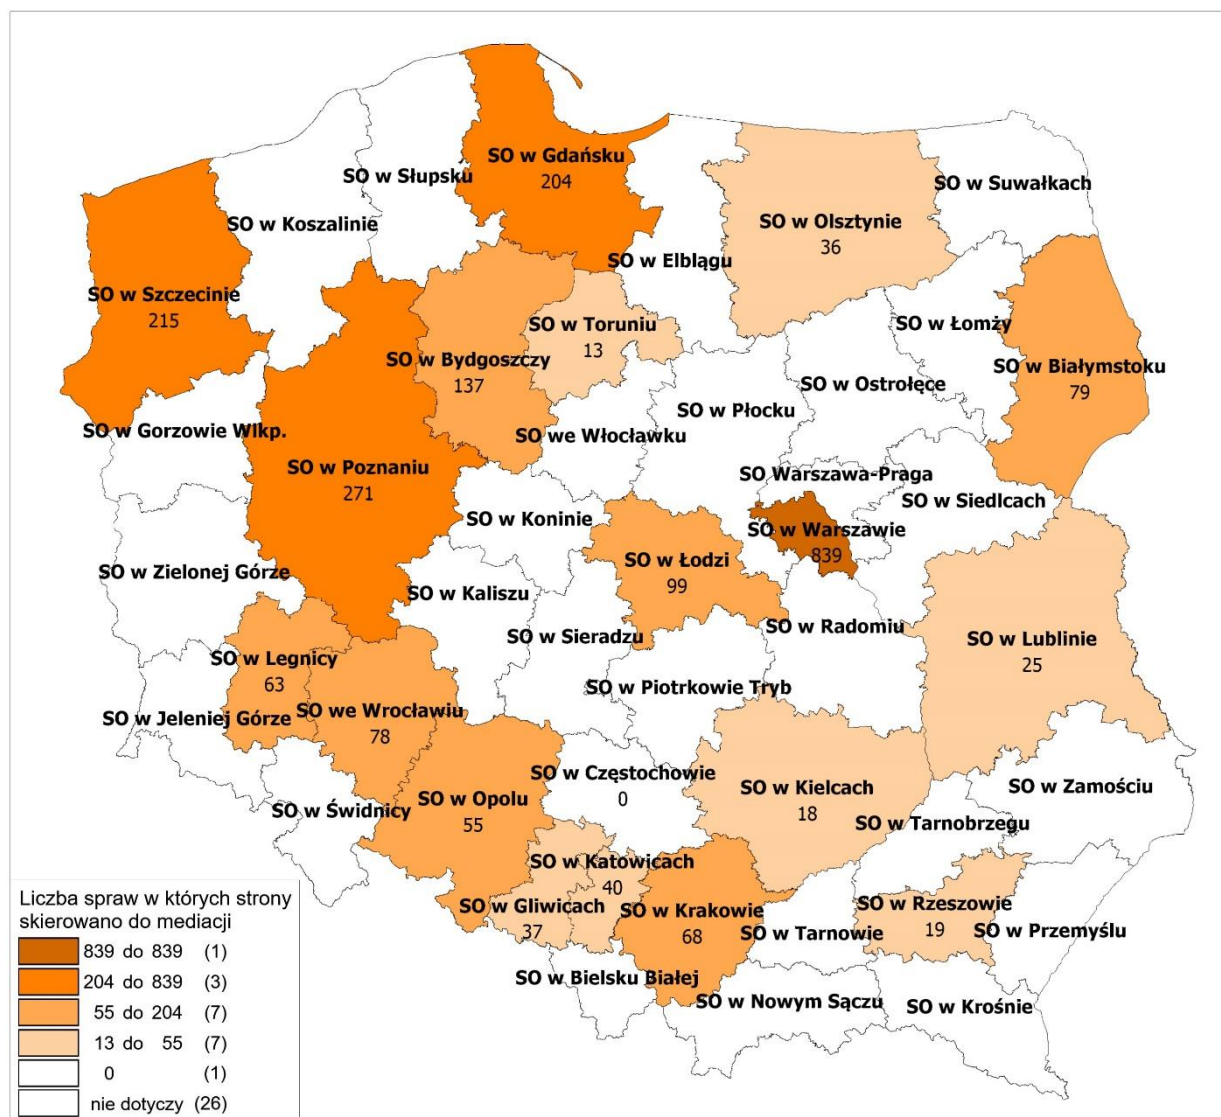 SO w Gdańsku
204
SO w Słupsku
SO w Suwałkach
SO w Koszalinie
SO w Olsztynie
36
SO w Elblągu
SO w Szczecinie
215
SO w Toruniu
13
SO w Łomży
SO w Bydgoszczy
137
SO w Ostrołęce
SO w Białymstoku
79
SO w Płocku
SO w Gorzowie Wlkp.
SO we Włocławku
SO w Poznaniu
271
SO Warszawa-Praga
SO w Siedlcach
SO w Koninie
SO w Warszawie
839
SO w Łodzi
99
SO w Zielonej Górze
SO w Kaliszu
SO w Sieradzu
SO w Radomiu
SO w Lublinie
25
SO w Legnicy
63
SO w Piotrkowie Tryb
SO w Jeleniej Górze
SO we Wrocławiu
78
SO w Częstochowie
0
SO w Opolu
55
SO w Kielcach
18
SO w Zamościu
SO w Świdnicy
SO w Tarnobrzegu
SO w Katowicach
40
SO w Gliwicach
37
SO w Krakowie
68
SO w Rzeszowie
19
SO w Tarnowie
SO w Przemyślu
SO w Bielsku Białej
SO w Nowym Sączu
SO w Krośnie
Liczba spraw w których strony
skierowano do mediacji
839 do 839 (1)
204 do 839 (3)
55 do 204 (7)
13 do 55 (7)
0 (1)
nie dotyczy (26)